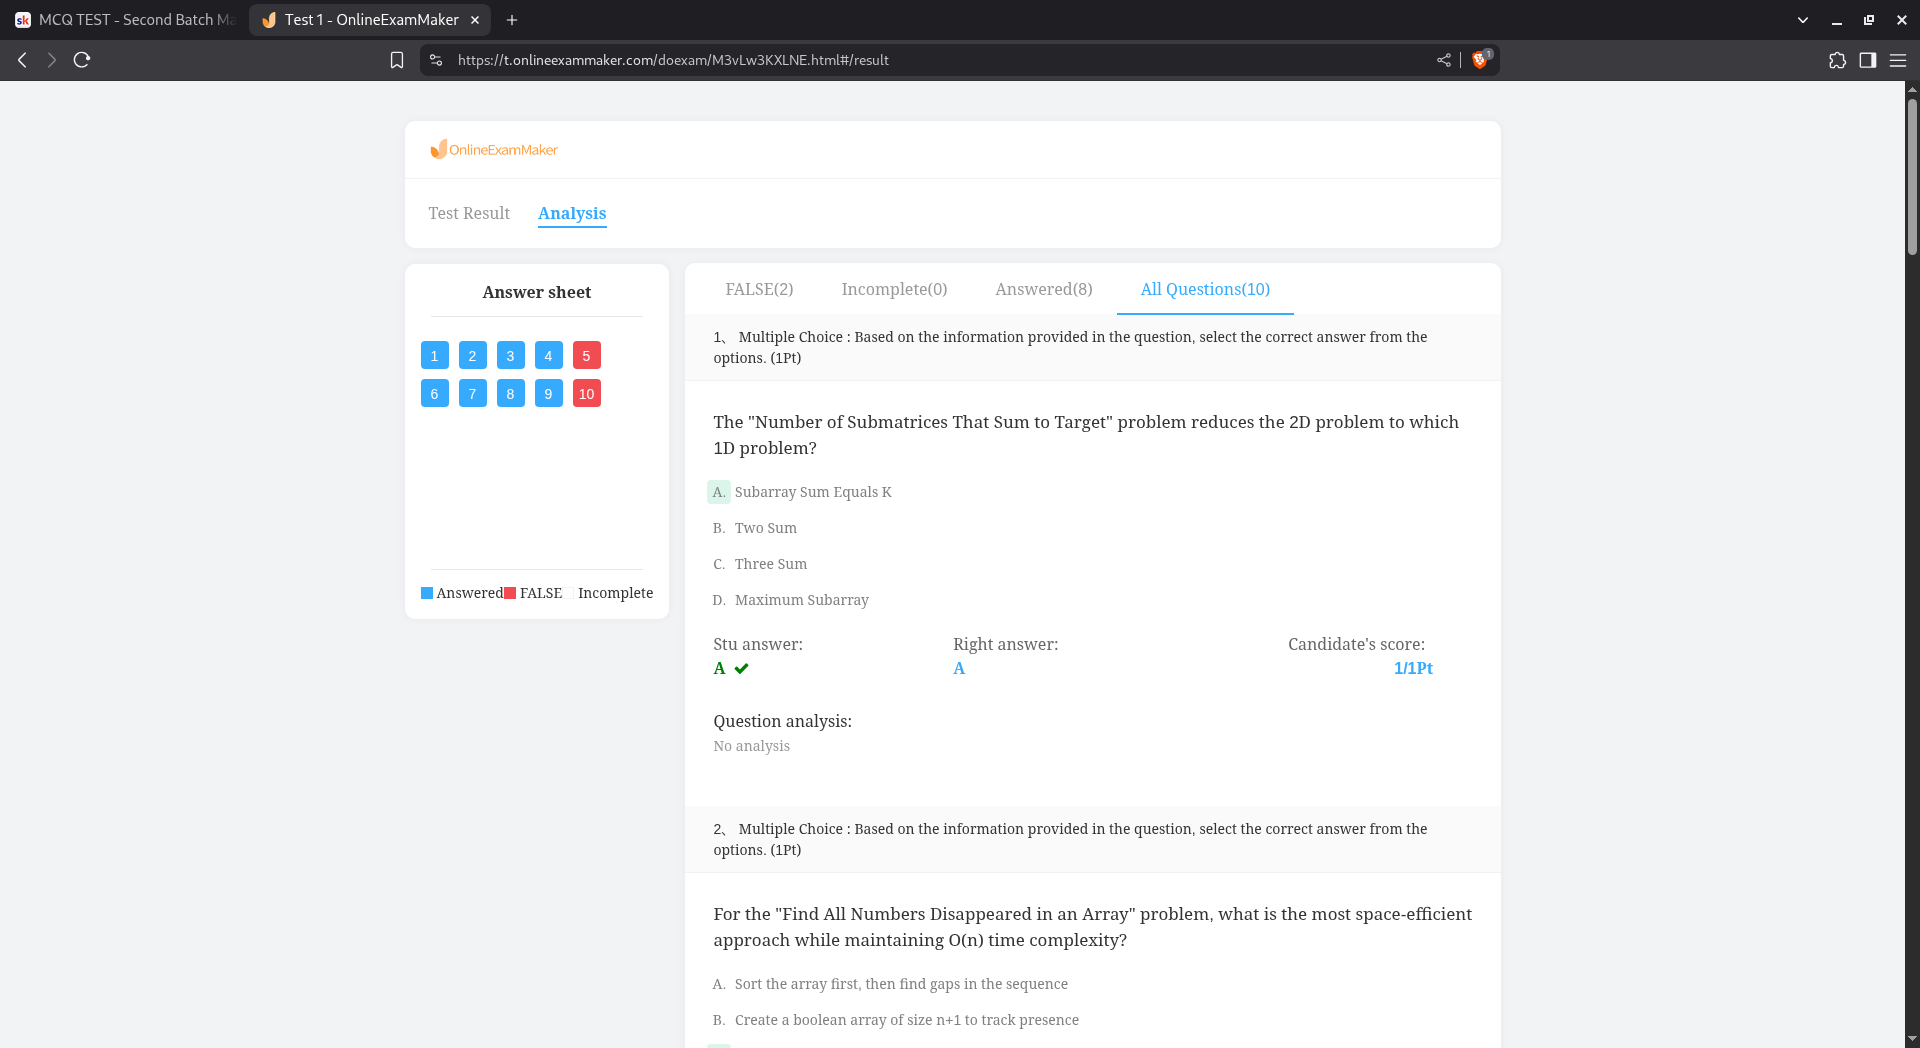 sk MCQ TEST - Second Batch Ma
Test 1 - OnlineExamMaker
https://t.onlineexammaker.com/doexam/M3vLw3KXLNE.html#/result
1
OnlineExamMaker
Test Result Analysis
Answer sheet
1 2 3 4 5
6 7 8 9 10
Answered FALSE Incomplete
FALSE(2) Incomplete(0) Answered(8) All Questions(10)
1、 Multiple Choice : Based on the information provided in the question, select the correct answer from the
options. (1Pt)
The "Number of Submatrices That Sum to Target" problem reduces the 2D problem to which
1D problem?
A. Subarray Sum Equals K
B. Two Sum
C. Three Sum
D. Maximum Subarray
Stu answer: Right answer: Candidate's score:
A A 1/1Pt
Question analysis:
No analysis
2、 Multiple Choice : Based on the information provided in the question, select the correct answer from the
options. (1Pt)
For the "Find All Numbers Disappeared in an Array" problem, what is the most space-efficient
approach while maintaining O(n) time complexity?
A. Sort the array first, then find gaps in the sequence
B. Create a boolean array of size n+1 to track presence